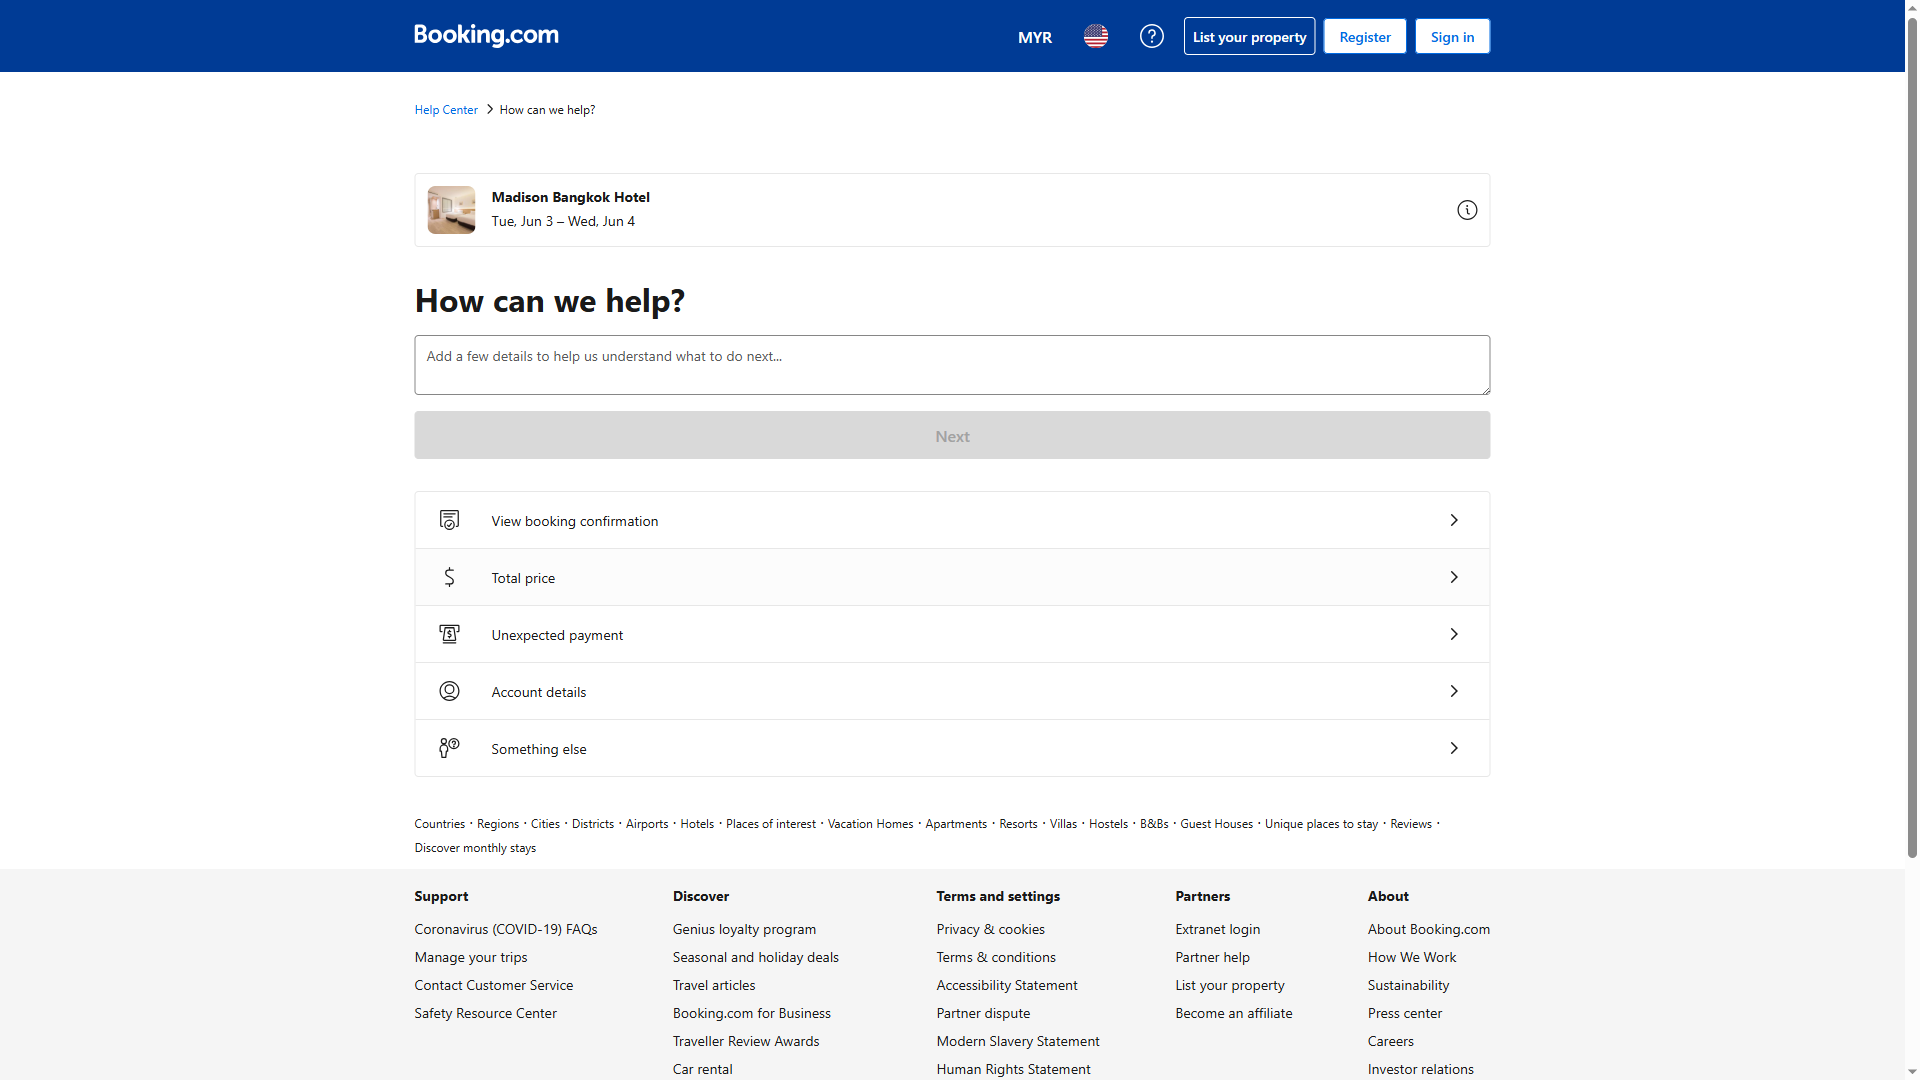 Booking.com
MYR
List your property
Register
Sign in
Help Center
How can we help?
Madison Bangkok Hotel
Tue, Jun 3 – Wed, Jun 4
How can we help?
Add a few details to help us understand what to do next...
Next
View booking confirmation
Total price
Unexpected payment
Account details
Something else
Countries · Regions · Cities · Districts · Airports · Hotels · Places of interest · Vacation Homes · Apartments · Resorts · Villas · Hostels · B&Bs · Guest Houses · Unique places to stay · Reviews ·
Discover monthly stays
Support
Coronavirus (COVID-19) FAQs
Manage your trips
Contact Customer Service
Safety Resource Center
Discover
Genius loyalty program
Seasonal and holiday deals
Travel articles
Booking.com for Business
Traveller Review Awards
Car rental
Terms and settings
Privacy & cookies
Terms & conditions
Accessibility Statement
Partner dispute
Modern Slavery Statement
Human Rights Statement
Partners
Extranet login
Partner help
List your property
Become an affiliate
About
About Booking.com
How We Work
Sustainability
Press center
Careers
Investor relations